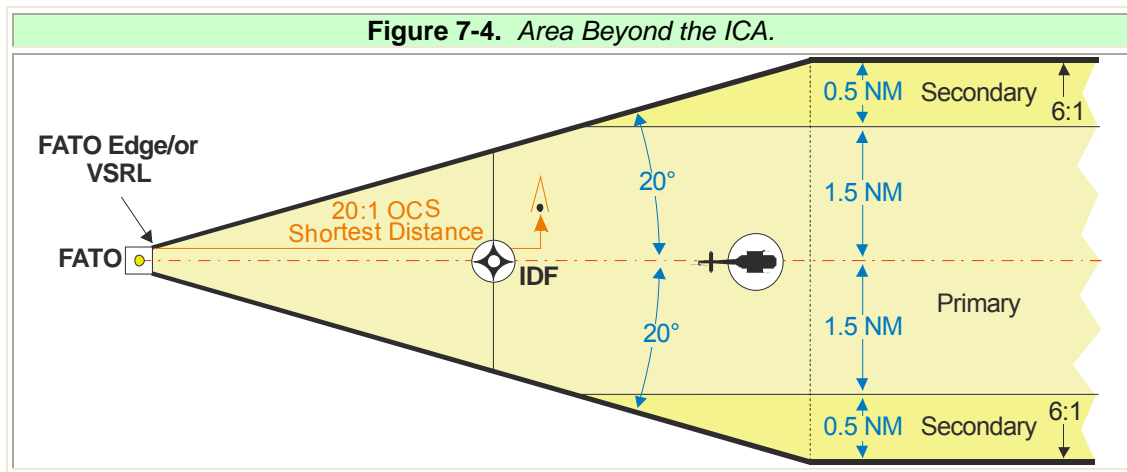 Figure 7-4. Area Beyond the ICA.
0.5 NM
Secondary
6:1
FATO Edge/or
VSRL
20°
1.5 NM
20:1 OCS
Shortest Distance
FATO
IDF
Primary
20°
1.5 NM
0.5 NM
Secondary
6:1